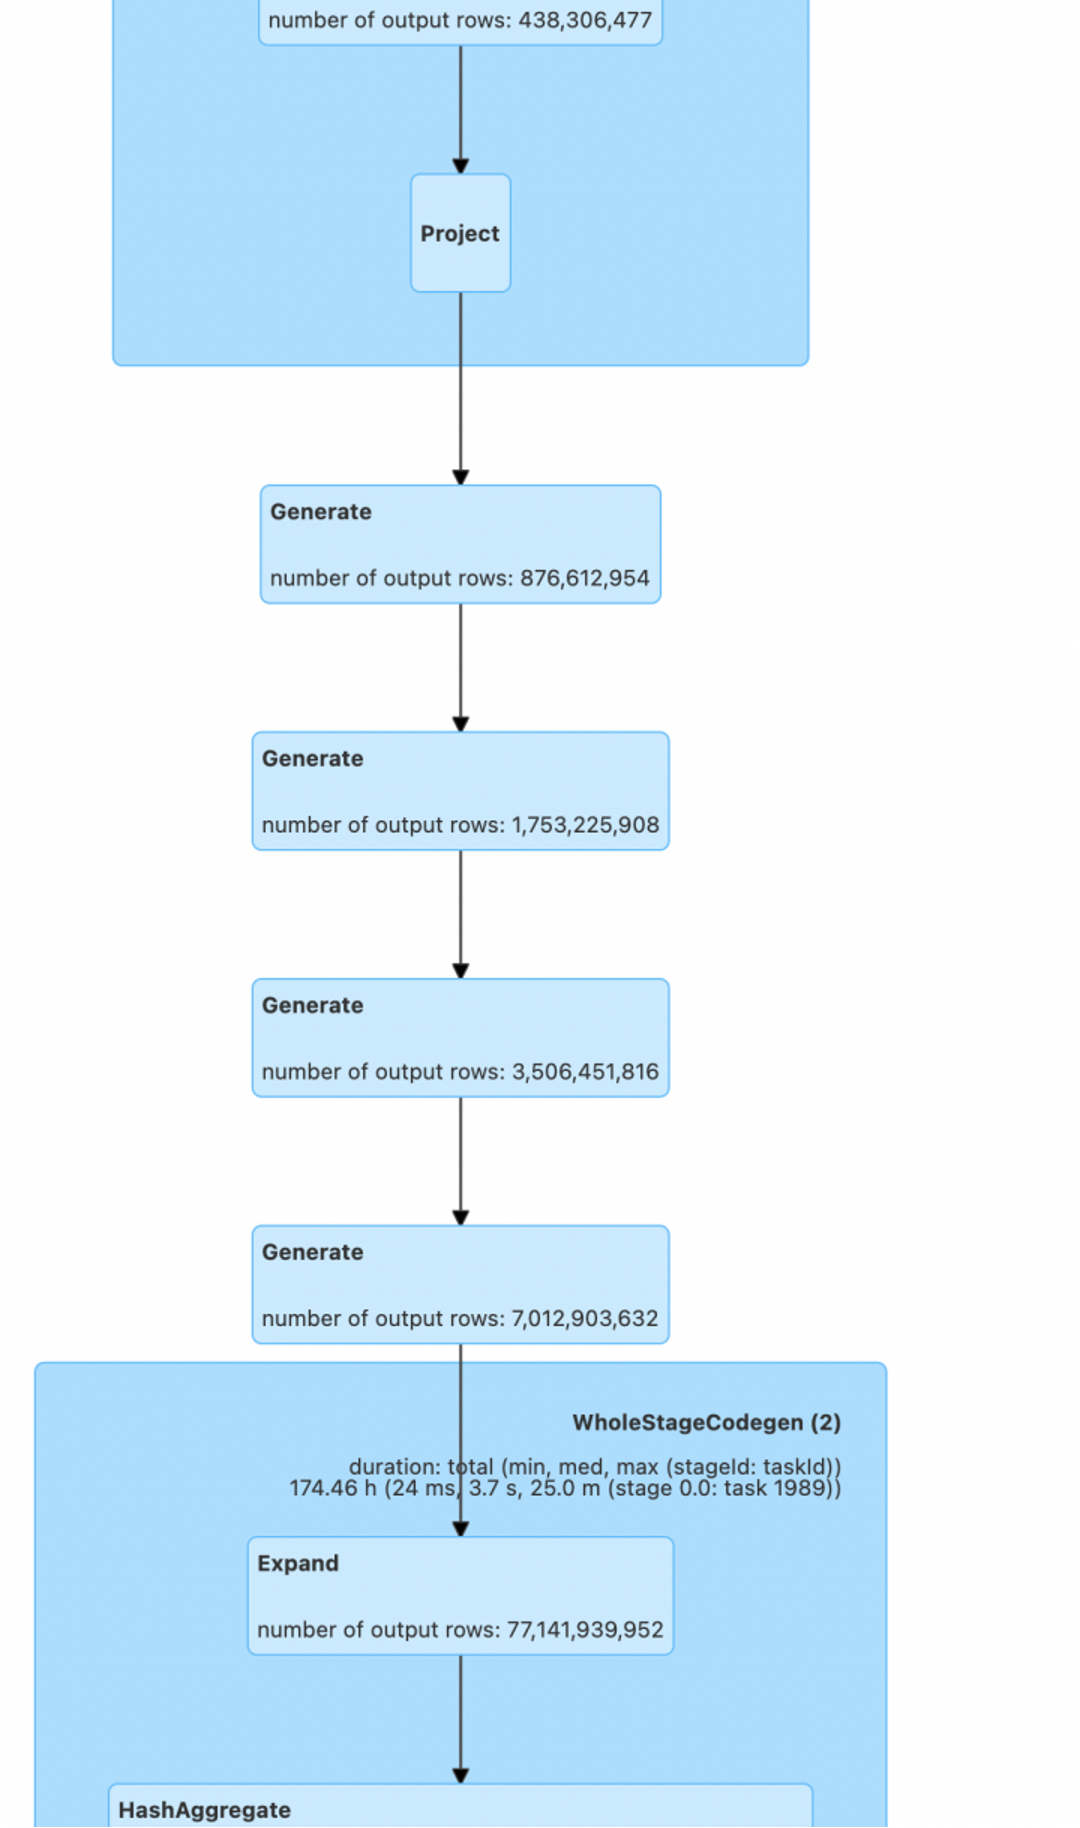 number of output rows: 438,306,477
Project
Generate
number of output rows: 876,612,954
Generate
number of output rows: 1,753,225,908
Generate
number of output rows: 3,506,451,816
Generate
number of output rows: 7,012,903,632
WholeStageCodegen (2)
duration: total (min, med, max (stageId: taskId))
174.46 h (24 ms, 3.7 s, 25.0 m (stage 0.0: task 1989))
Expand
number of output rows: 77,141,939,952
HashAggregate